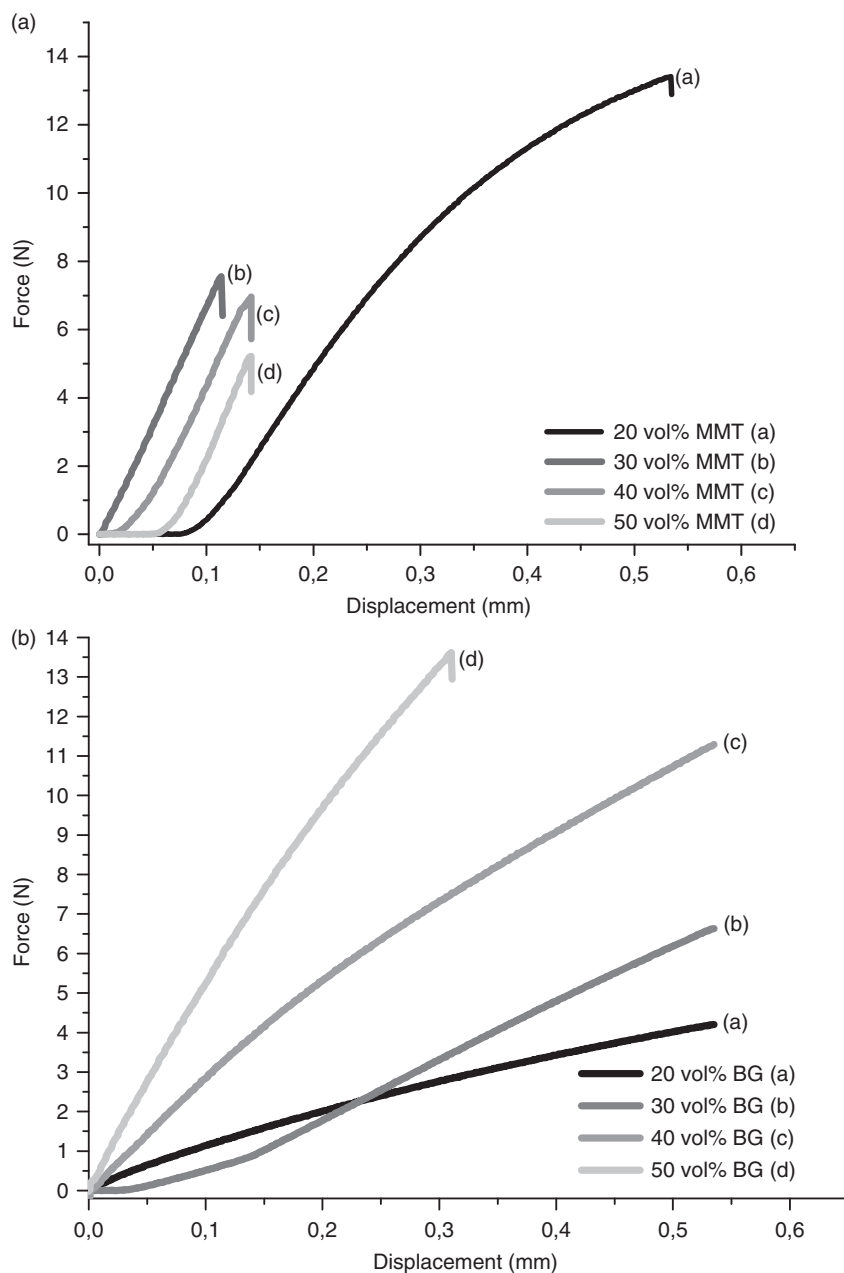 (a)
14
12
10
8
6
4
2
0
Force (N)
(a)
(b)
(c)
(d)
20 vol% MMT (a)
30 vol% MMT (b)
40 vol% MMT (c)
50 vol% MMT (d)
0,0 0,1 0,2 0,3 0,4 0,5 0,6
Displacement (mm)
(b)
14
13
12
11
10
9
8
7
6
5
4
3
2
1
0
Force (N)
(d)
(c)
(b)
(a)
20 vol% BG (a)
30 vol% BG (b)
40 vol% BG (c)
50 vol% BG (d)
0,0 0,1 0,2 0,3 0,4 0,5 0,6
Displacement (mm)